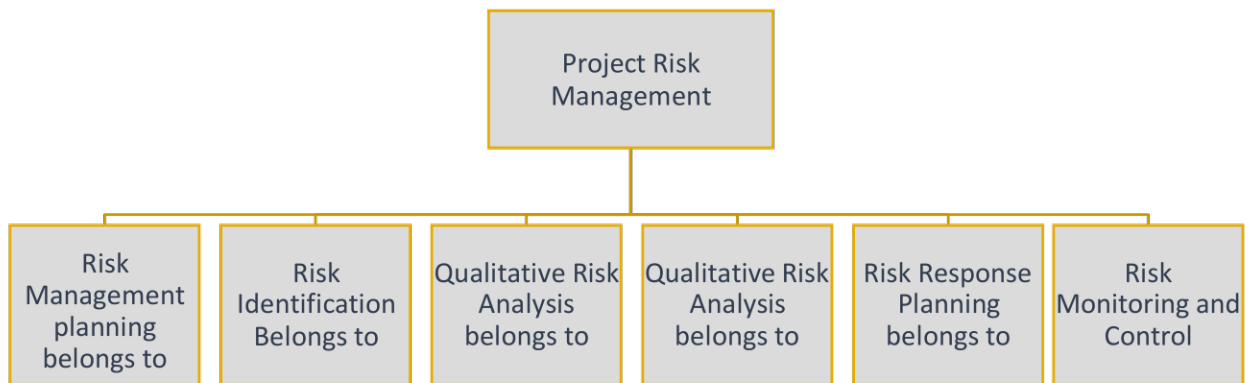 Project Risk
Management
Risk
Management
planning
belongs to
Risk
Identification
Belongs to
Qualitative Risk
Analysis
belongs to
Qualitative Risk
Analysis
belongs to
Risk Response
Planning
belongs to
Risk
Monitoring and
Control